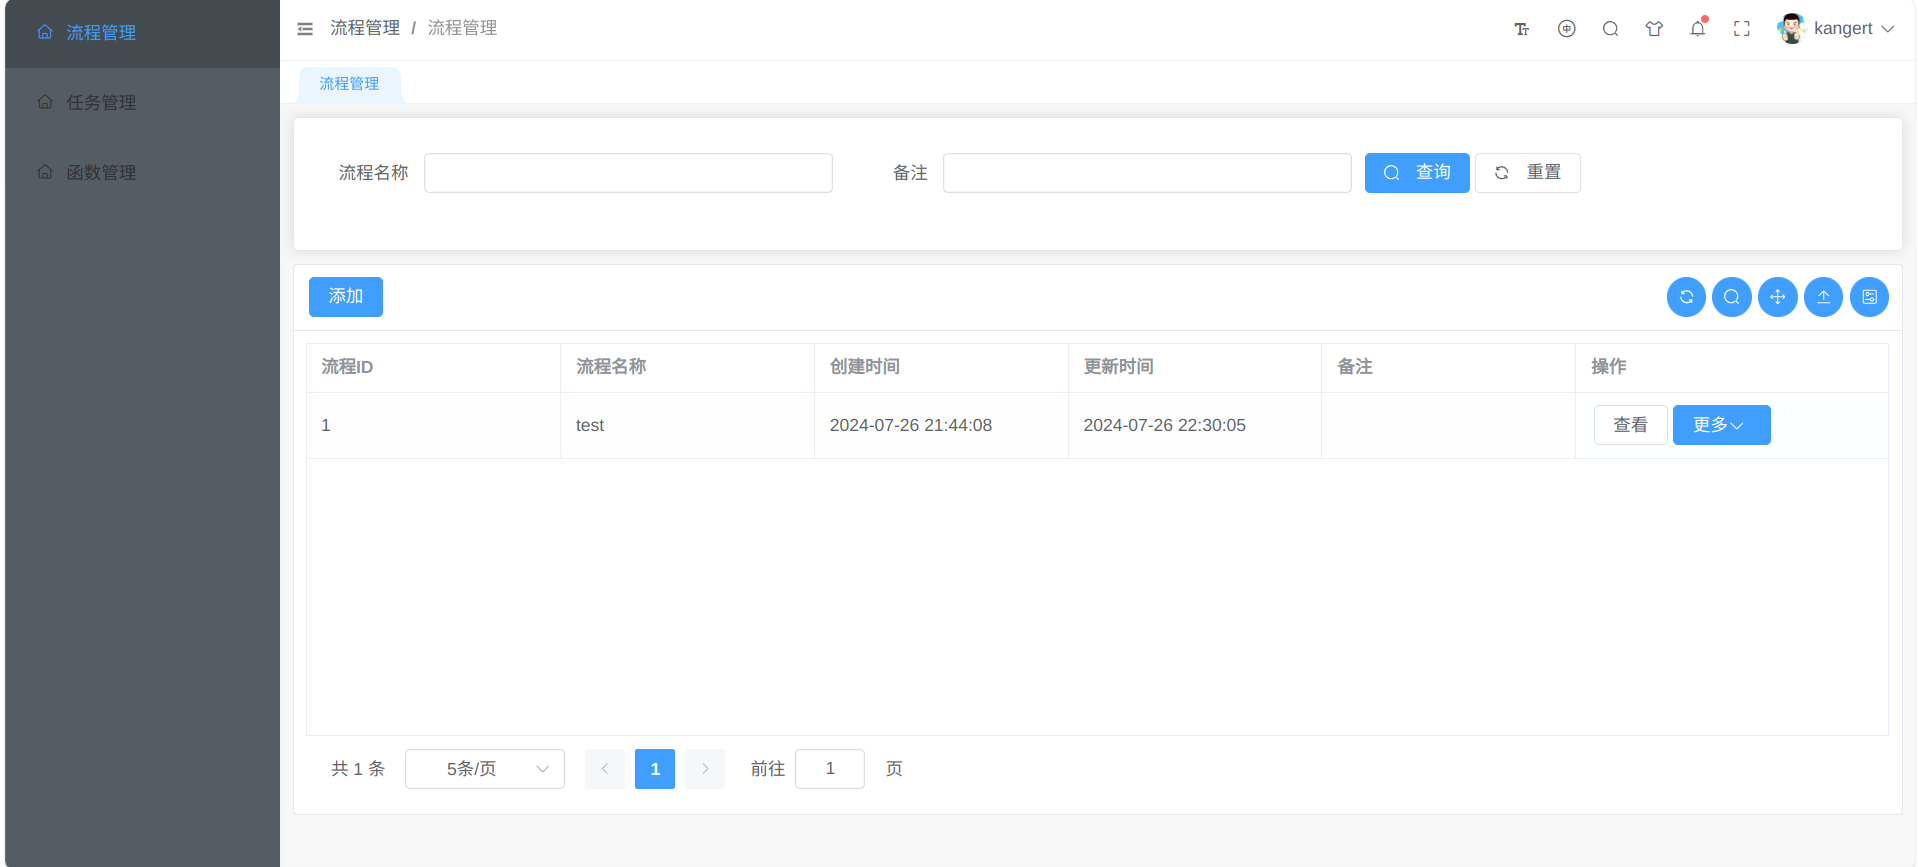 流程管理
任务管理
函数管理
流程管理 / 流程管理
kangert
流程管理
流程名称 备注 查询 重置
添加
流程ID 流程名称 创建时间 更新时间 备注 操作
1 test 2024-07-26 21:44:08 2024-07-26 22:30:05 查看 更多
共 1 条 5条/页 1 前往 1 页